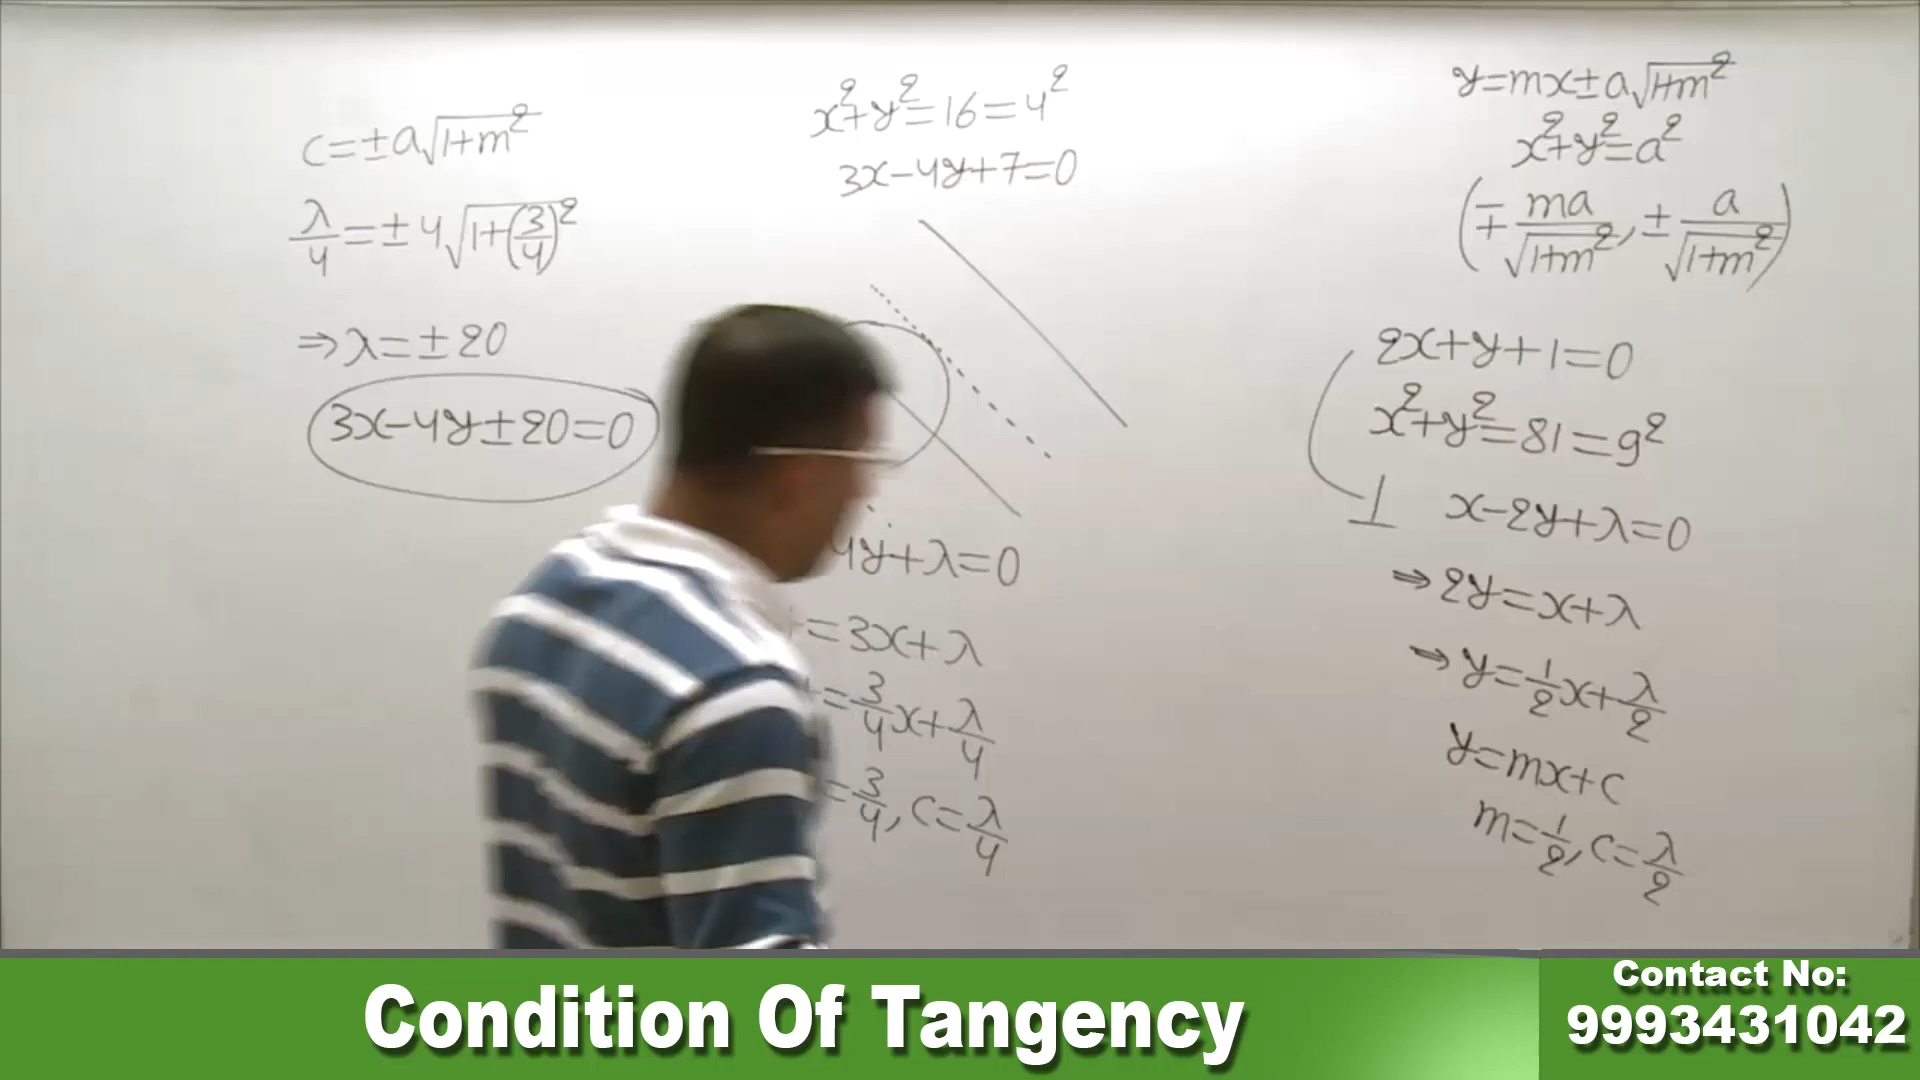 c=±a√(1+m²)
λ/4=±4√(1+(3/4)²)
⇒λ=±20
3x-4y±20=0
x²+y²=16=4²
3x-4y+7=0
4y+λ=0
=3x+λ
=3/4x+λ/4
=3/4, c=λ/4
y=mx±a√(1+m²)
x²+y²=a²
(∓ma/√(1+m²), ±a/√(1+m²))
2x+y+1=0
x²+y²=81=9²
⊥ x-2y+λ=0
⇒2y=x+λ
⇒y=1/2x+λ/2
y=mx+c
m=1/2, c=λ/2
Condition Of Tangency
Contact No:
9993431042